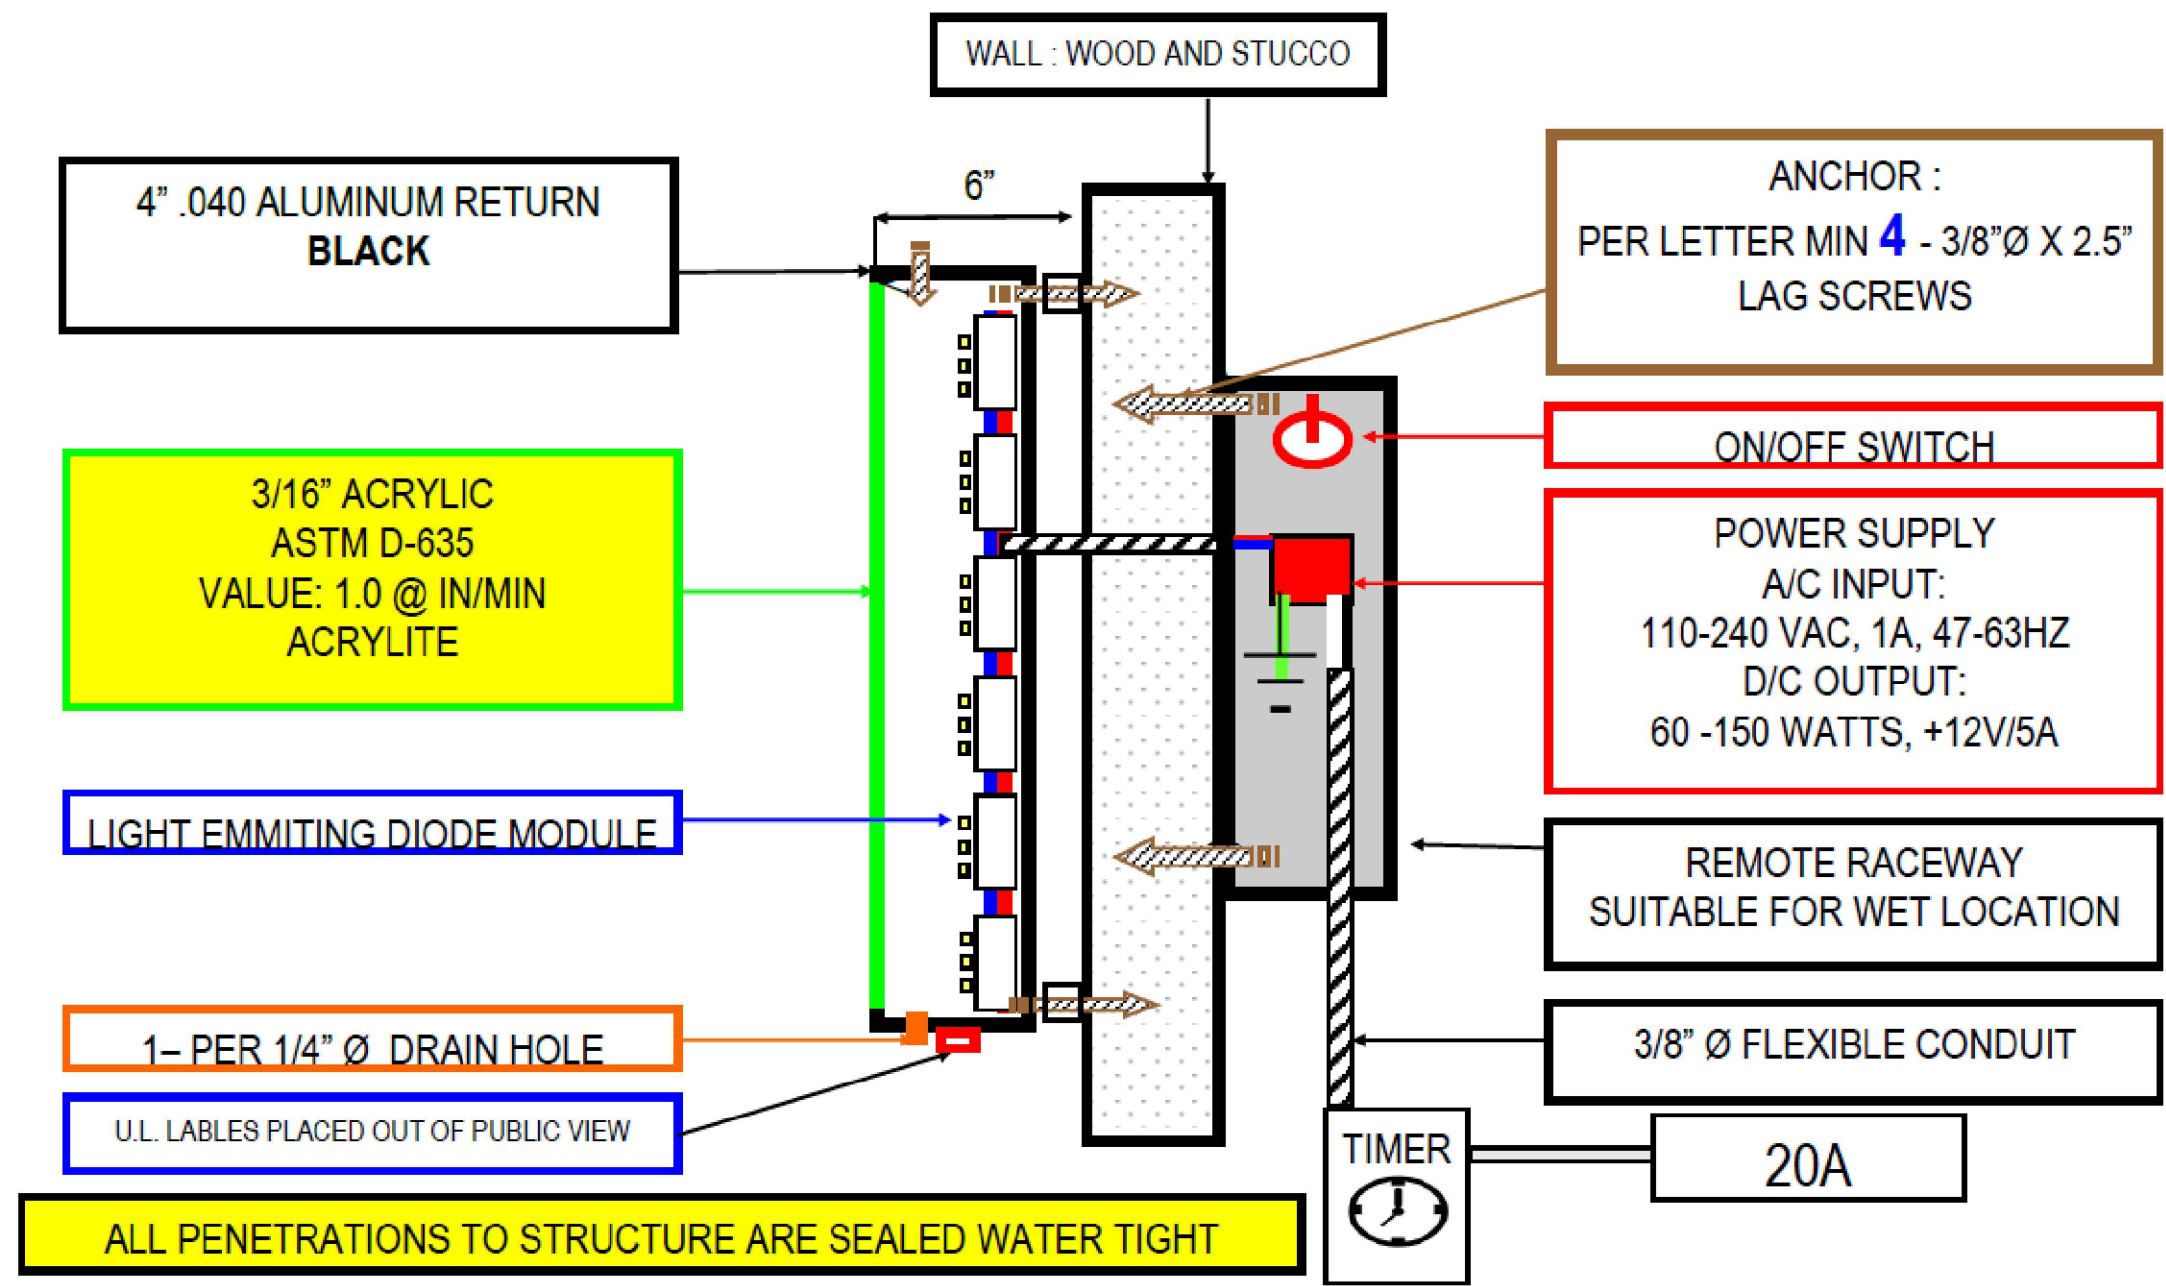 WALL : WOOD AND STUCCO
4” .040 ALUMINUM RETURN
BLACK
6”
ANCHOR :
PER LETTER MIN 4 - 3/8”Ø X 2.5”
LAG SCREWS
ON/OFF SWITCH
3/16” ACRYLIC
ASTM D-635
VALUE: 1.0 @ IN/MIN
ACRYLITE
POWER SUPPLY
A/C INPUT:
110-240 VAC, 1A, 47-63HZ
D/C OUTPUT:
60 -150 WATTS, +12V/5A
LIGHT EMMITING DIODE MODULE
REMOTE RACEWAY
SUITABLE FOR WET LOCATION
1– PER 1/4” Ø DRAIN HOLE
3/8” Ø FLEXIBLE CONDUIT
U.L. LABLES PLACED OUT OF PUBLIC VIEW
TIMER
20A
ALL PENETRATIONS TO STRUCTURE ARE SEALED WATER TIGHT